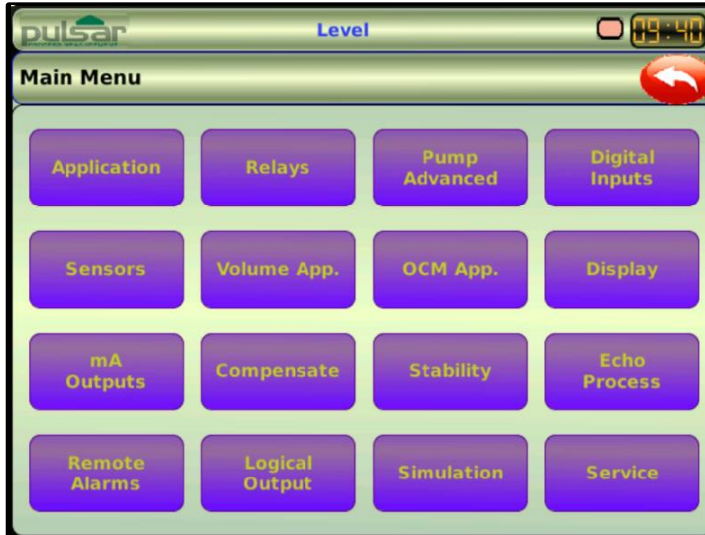 pulsar
Level
09:40
Main Menu
Application
Relays
Pump
Advanced
Digital
Inputs
Sensors
Volume App.
OCM App.
Display
mA
Outputs
Compensate
Stability
Echo
Process
Remote
Alarms
Logical
Output
Simulation
Service